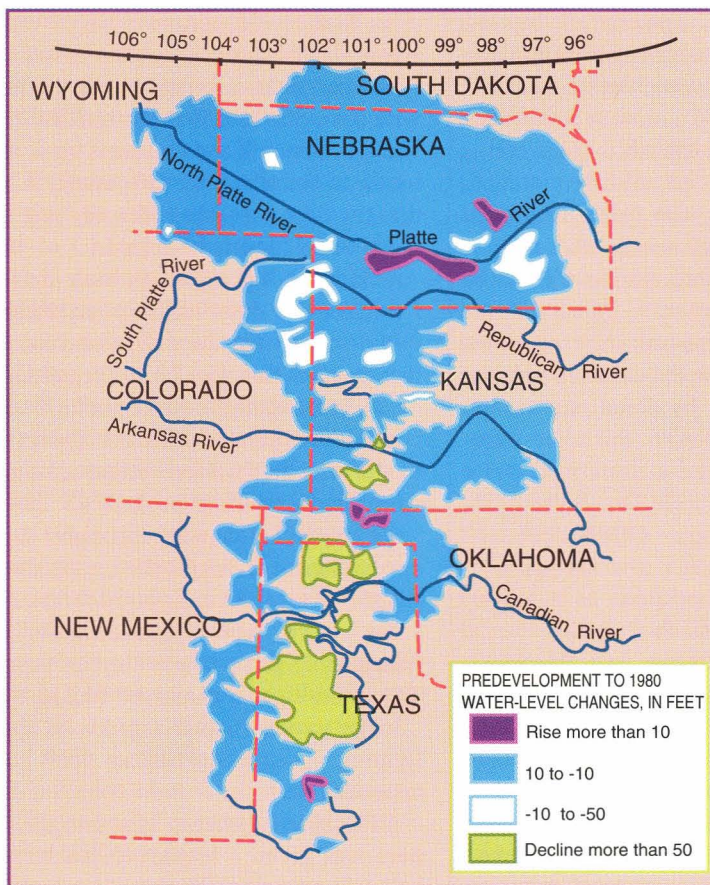 106° 105° 104° 103° 102° 101° 100° 99° 98° 97° 96°
SOUTH DAKOTA
WYOMING
NEBRASKA
North Platte River
Platte River
South Platte River
Republican River
COLORADO
KANSAS
Arkansas River
OKLAHOMA
Canadian River
NEW MEXICO
TEXAS
PREDEVELOPMENT TO 1980
WATER-LEVEL CHANGES, IN FEET
Rise more than 10
10 to -10
-10 to -50
Decline more than 50